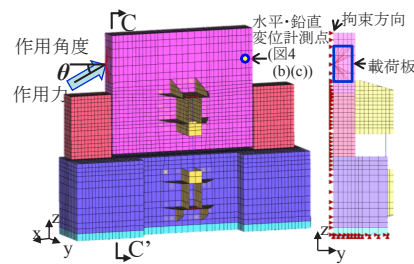 C
拘束方向
水平・鉛直
変位計測点
(図4
(b)(c))
載荷板
作用角度
θ
作用力
C'
z
x
y
z
y